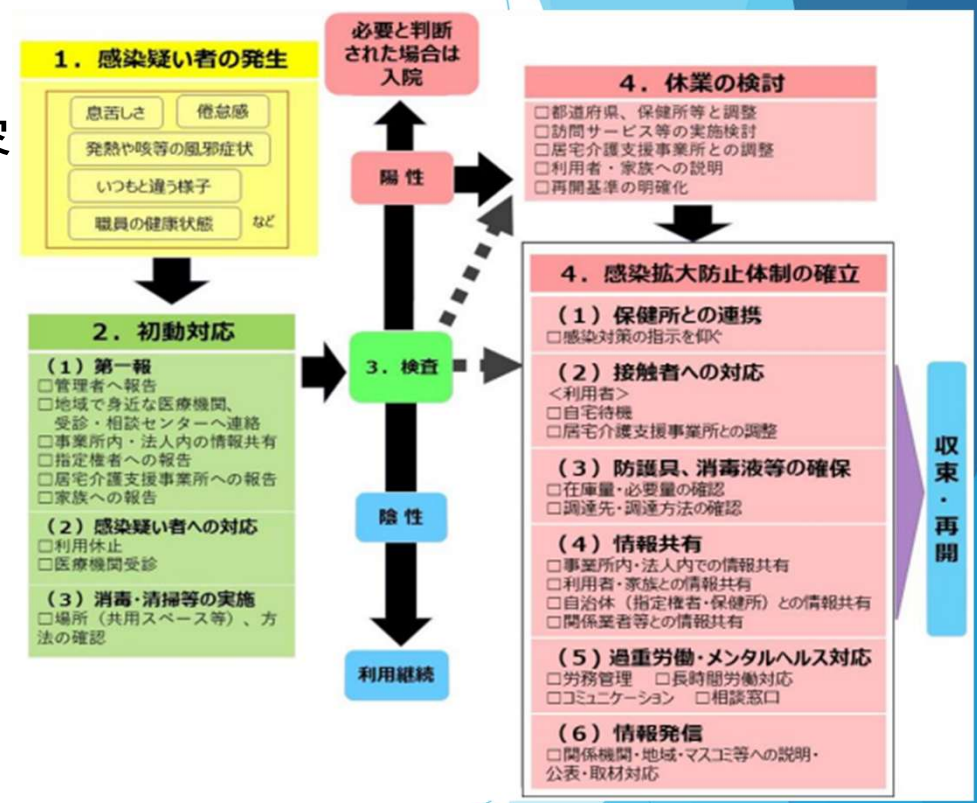 1．感染疑い者の発生
息苦しさ
倦怠感
発熱や咳等の風邪症状
いつもと違う様子
職員の健康状態
など
2．初動対応
（1）第一報
□管理者へ報告
□地域で身近な医療機関、
受診・相談センターへ連絡
□事業所内・法人内の情報共有
□指定権者への報告
□居宅介護支援事業所への報告
□家族への報告
（2）感染疑い者への対応
□利用休止
□医療機関受診
（3）消毒・清掃等の実施
□場所（共用スペース等）、方
法の確認
必要と判断
された場合は
入院
陽性
3．検査
陰性
利用継続
4．休業の検討
□都道府県、保健所等と調整
□訪問サービス等の実施検討
□居宅介護支援事業所との調整
□利用者・家族への説明
□再開基準の明確化
4．感染拡大防止体制の確立
（1）保健所との連携
□感染対策の指示を仰ぐ
（2）接触者への対応
＜利用者＞
□自宅待機
□居宅介護支援事業所との調整
（3）防護具、消毒液等の確保
□在庫量・必要量の確認
□調達先・調達方法の確認
（4）情報共有
□事業所内・法人内での情報共有
□利用者・家族との情報共有
□自治体（指定権者・保健所）との情報共有
□関係業者等との情報共有
（5）過重労働・メンタルヘルス対応
□労務管理　□長時間労働対応
□コミュニケーション　□相談窓口
（6）情報発信
□関係機関・地域・マスコミ等への説明・
公表・取材対応
収束・再開